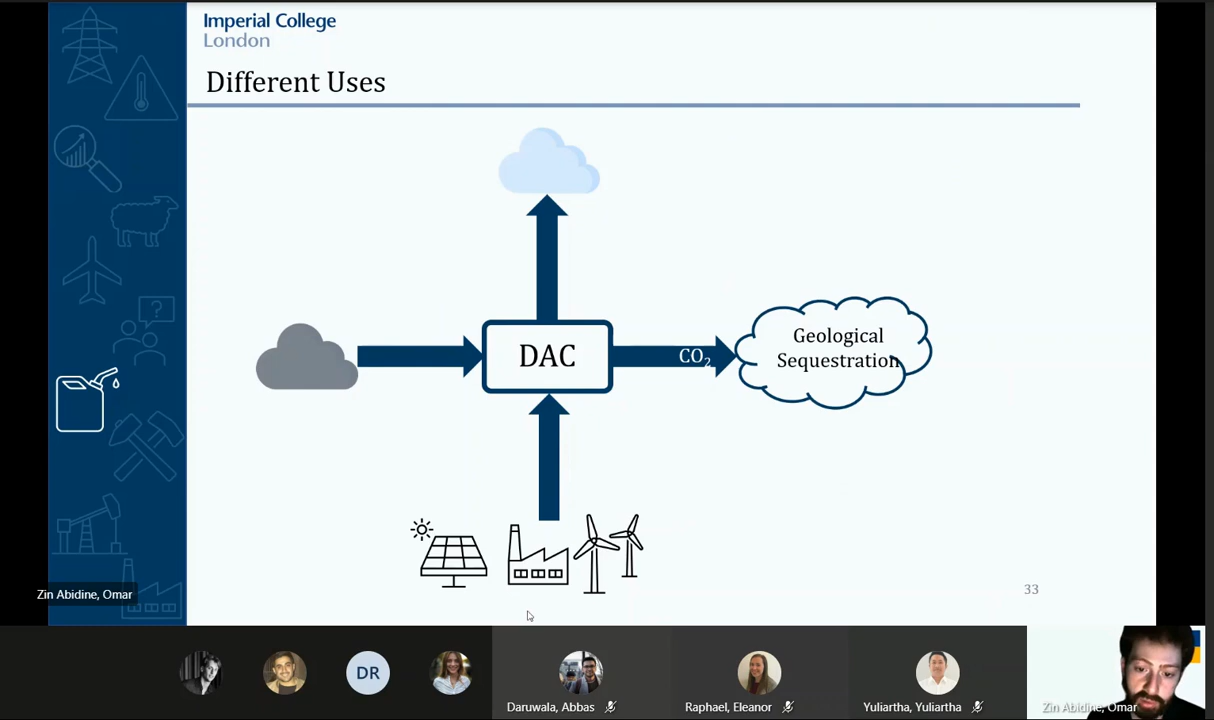 Imperial College
London
Different Uses
DAC
CO₂
Geological
Sequestration
?
33
Zin Abidine, Omar
DR
Daruwala, Abbas
Raphael, Eleanor
Yuliartha, Yuliartha
Zin Abidine, Omar